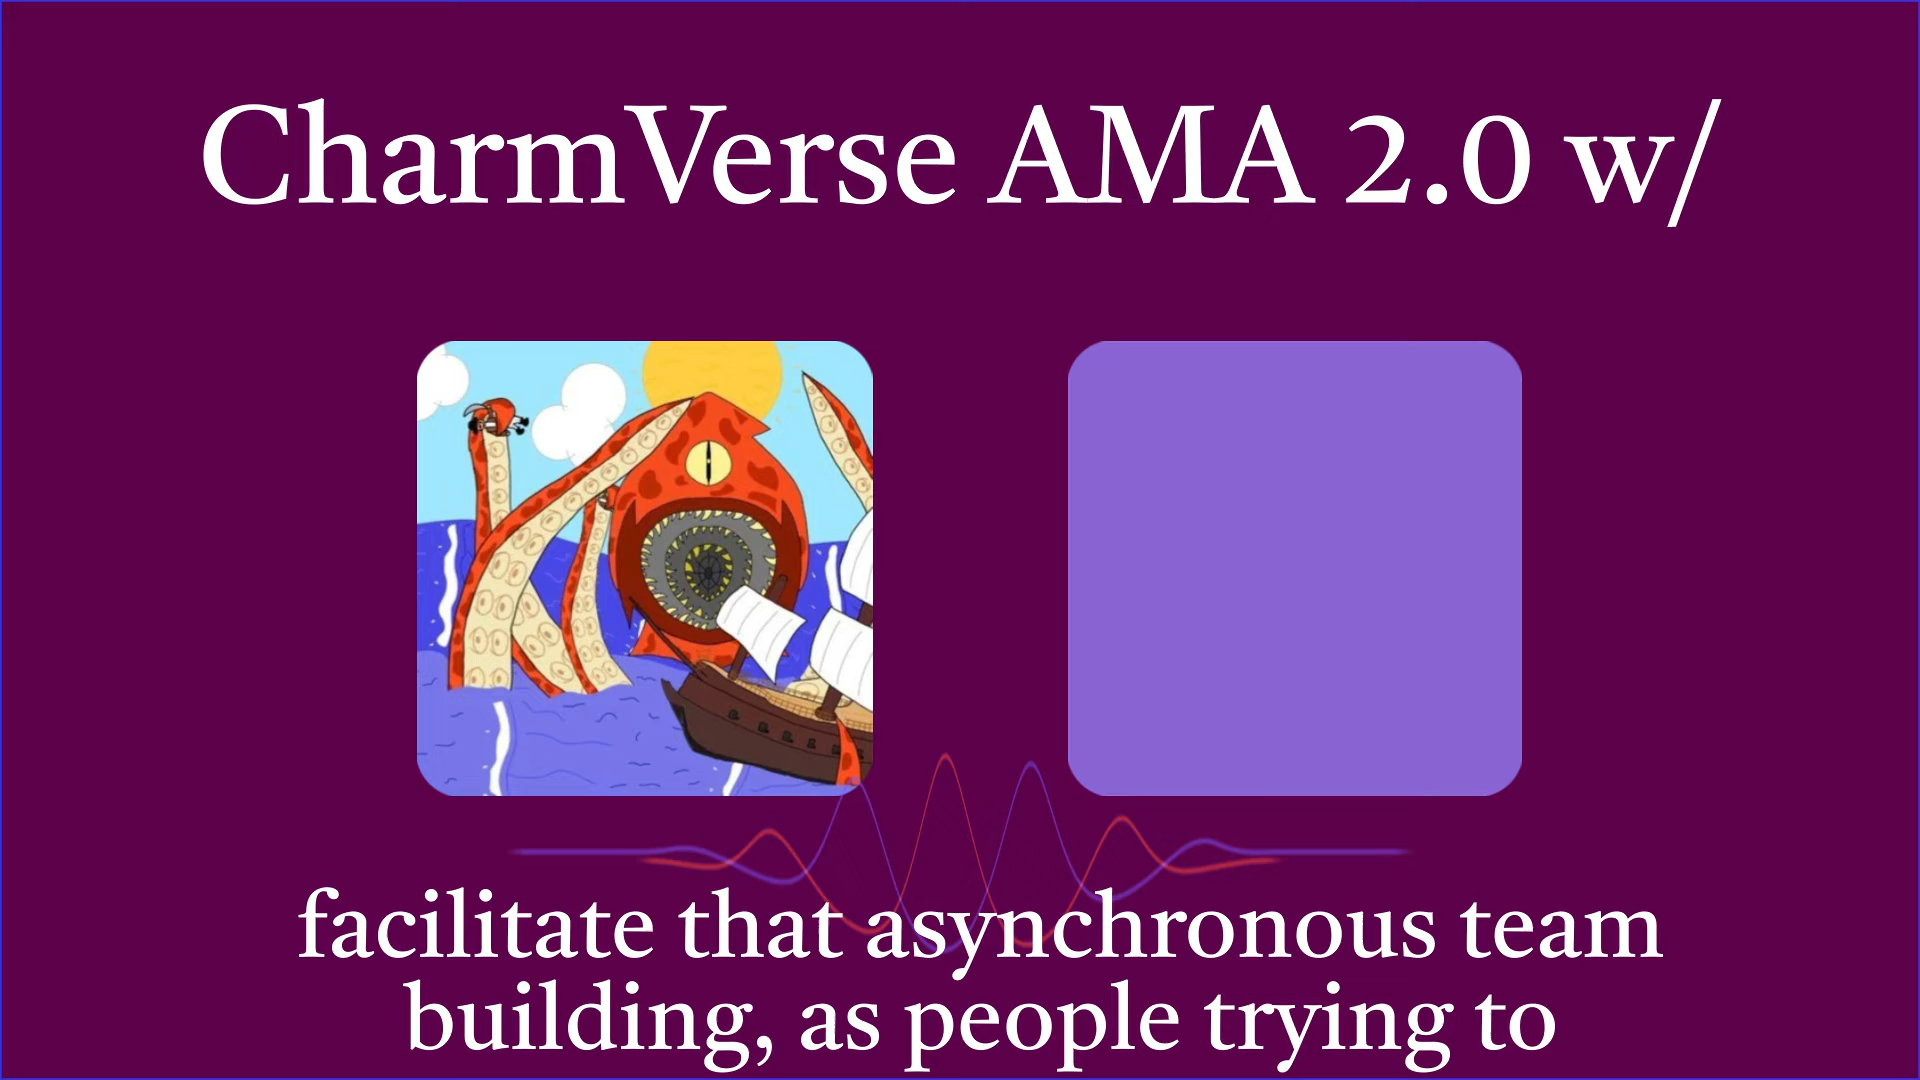 CharmVerse AMA 2.0 w/
facilitate that asynchronous team
building, as people trying to